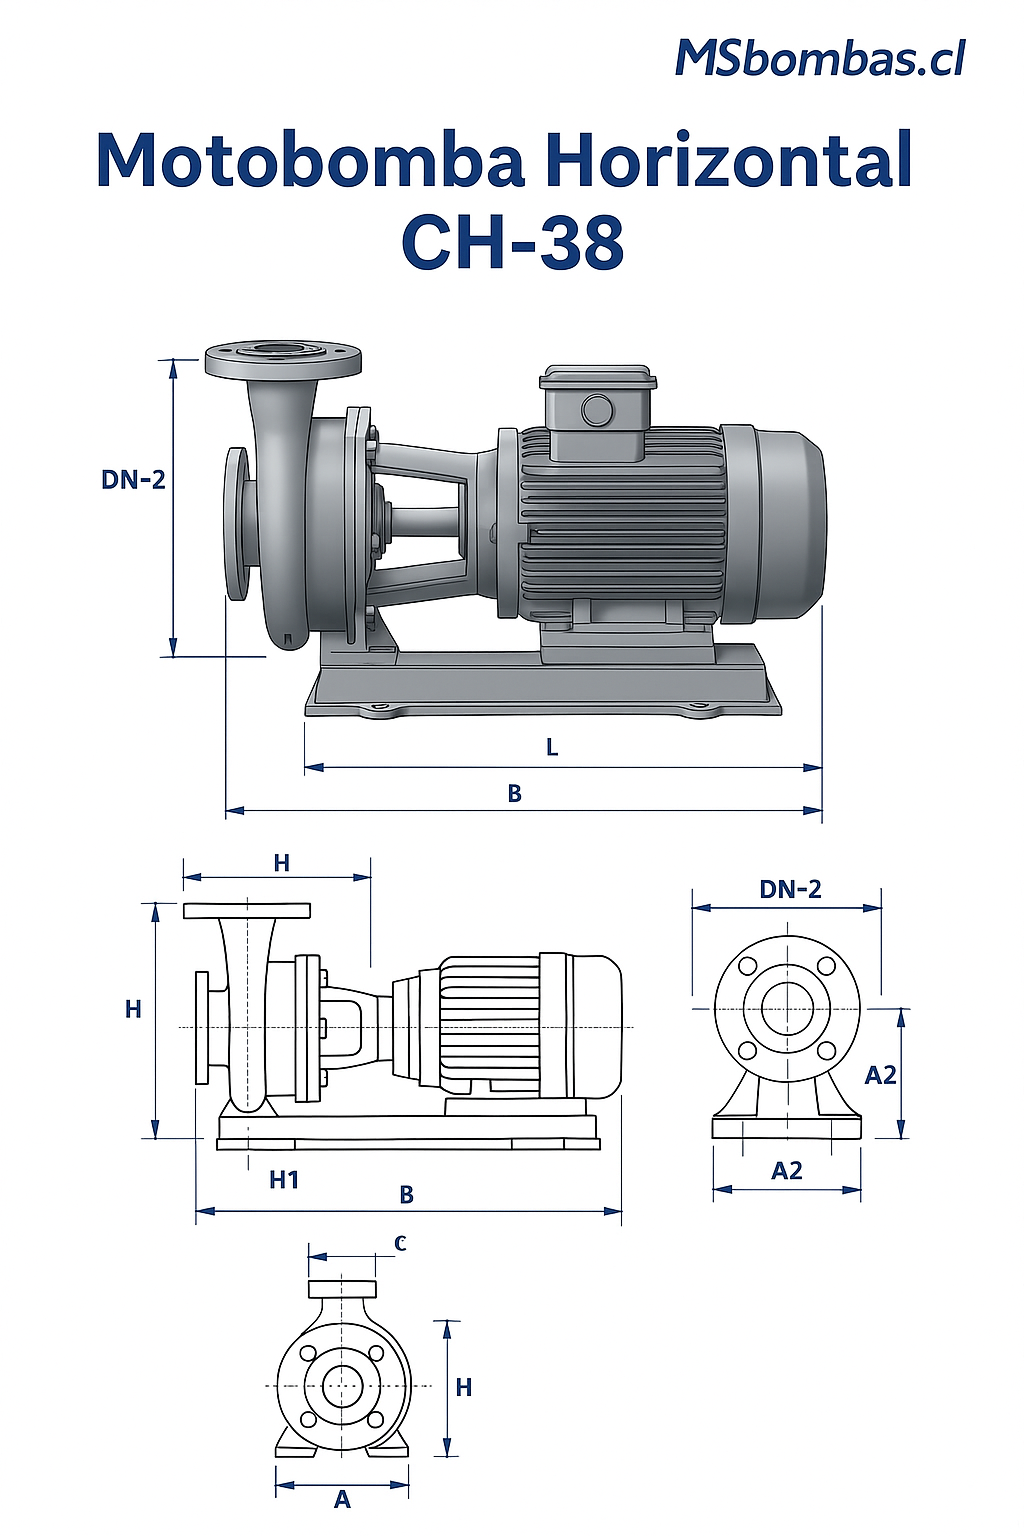 MSbombas.cl
Motobomba Horizontal
CH-38
DN-2
L
B
H
DN-2
H
A2
H1
B
A2
C
H
A